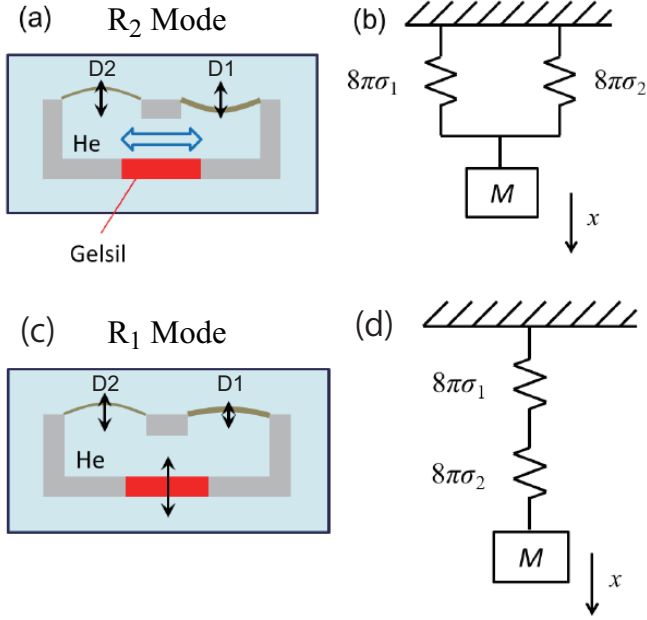 (a)
R₂ Mode
D2
D1
He
Gelsil
(b)
8πσ₁
8πσ₂
M
x
(c)
R₁ Mode
D2
D1
He
(d)
8πσ₁
8πσ₂
M
x